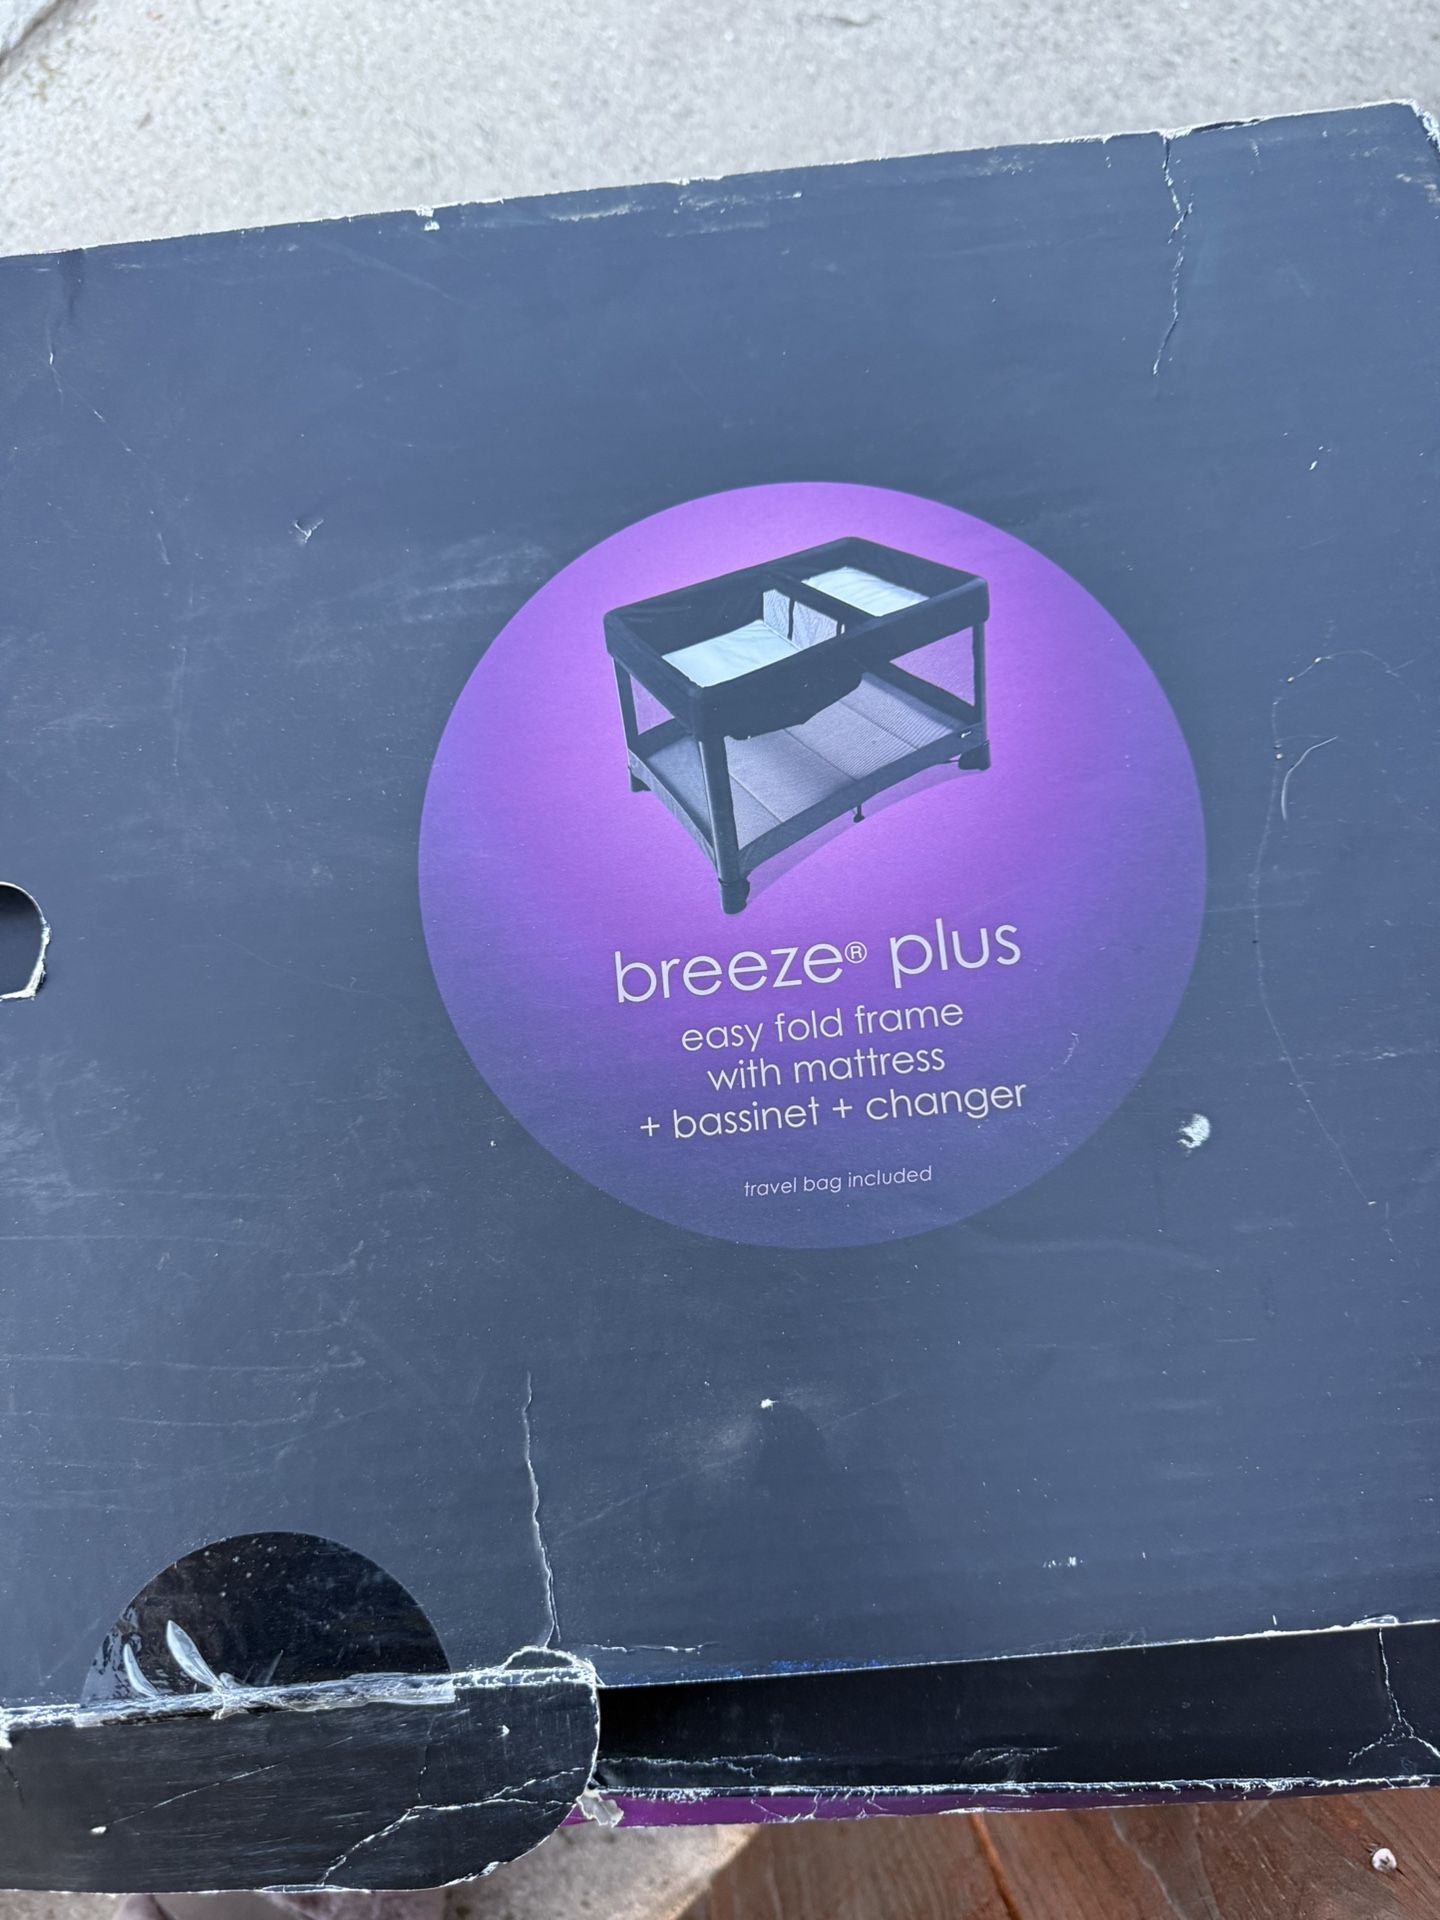 breeze® plus
easy fold frame
with mattress
+ bassinet + changer
travel bag included